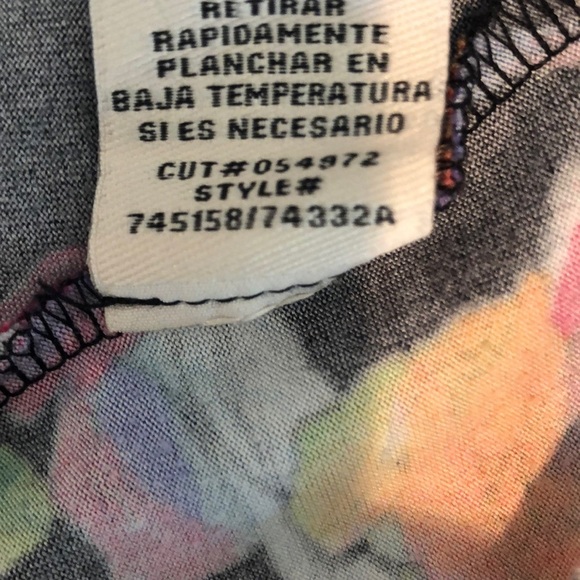 RETIRAR
RAPIDAMENTE
PLANCHAR EN
BAJA TEMPERATURA
SI ES NECESARIO
CUT#054972
STYLE#
745158/74332A